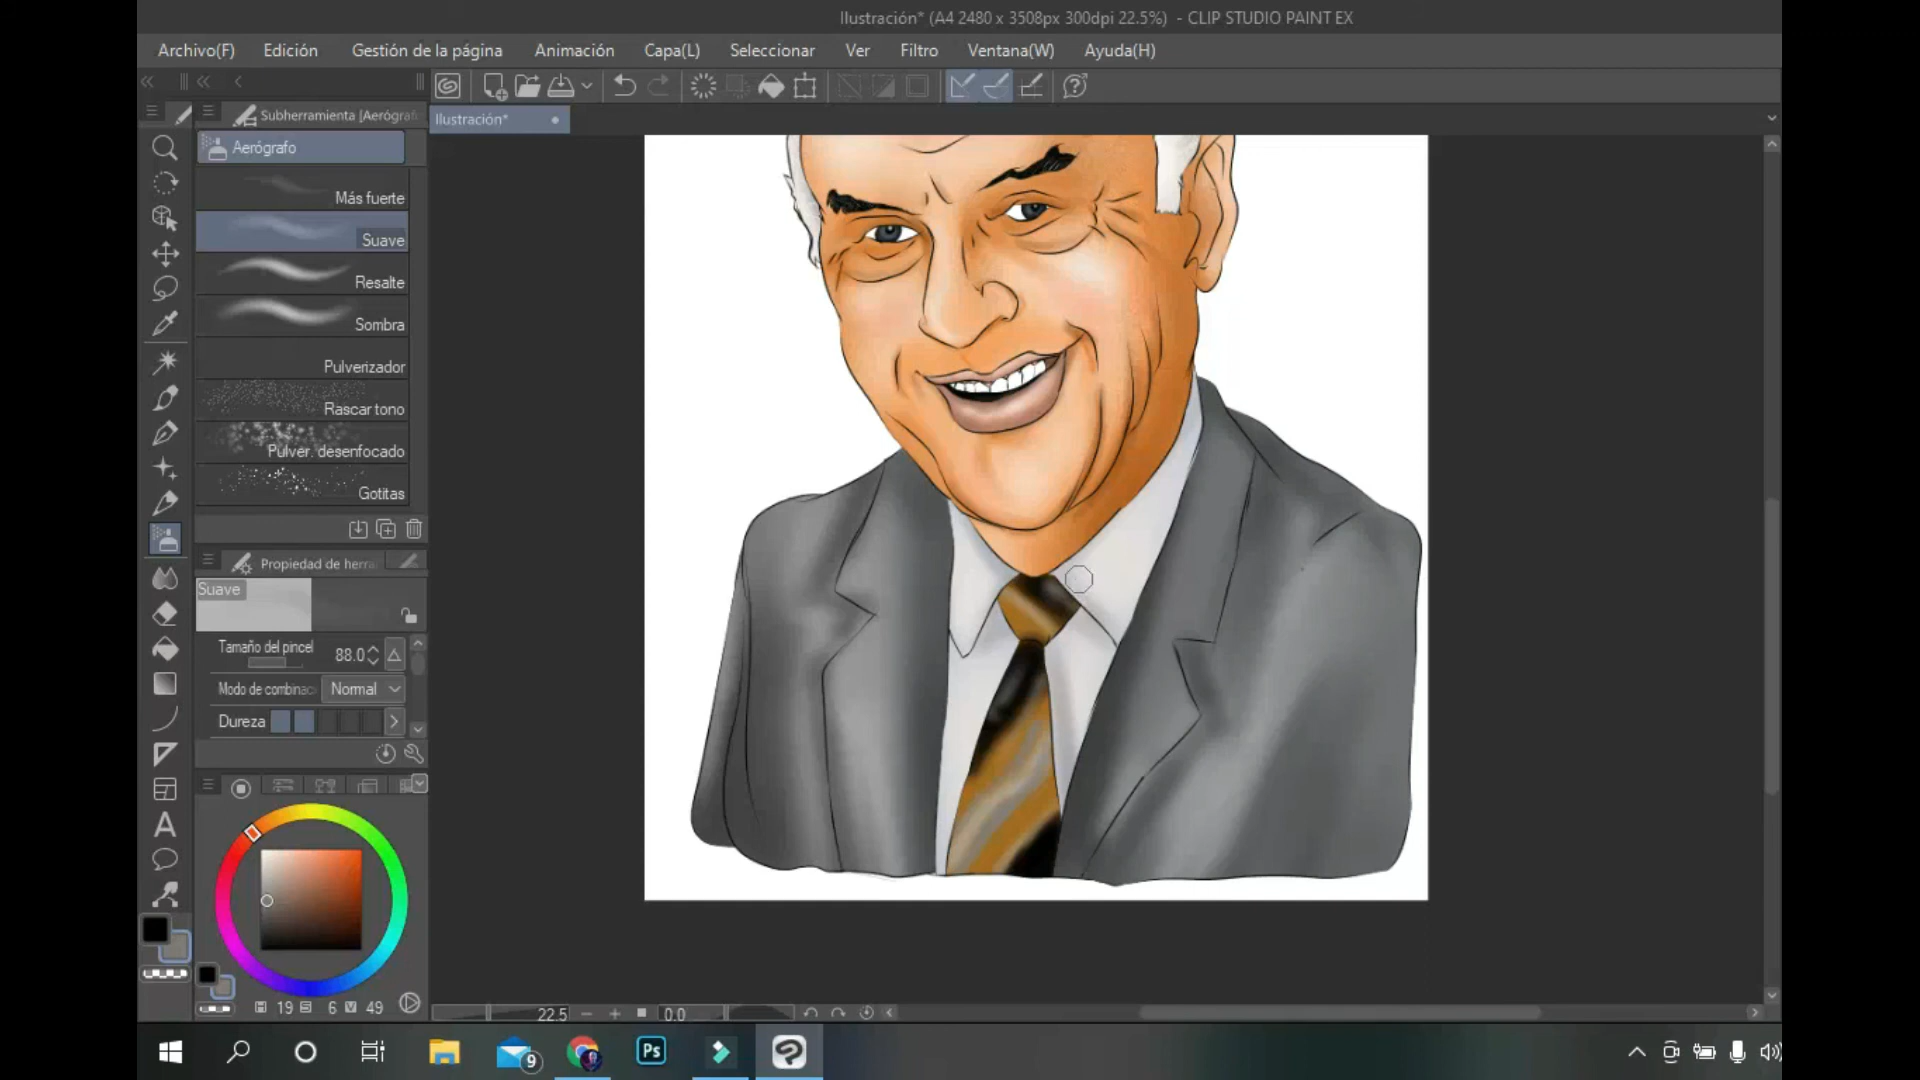 Ilustración* (A4 2480 x 3508px 300dpi 22.5%) - CLIP STUDIO PAINT EX
Archivo(F) Edición Gestión de la página Animación Capa(L) Seleccionar Ver Filtro Ventana(W) Ayuda(H)
Subherramienta [Aerógraf
Ilustración*
Aerógrafo
Más fuerte
Suave
Resalte
Sombra
Pulverizador
Rascar tono
Pulver. desenfocado
Gotitas
Propiedad de herra
Suave
Tamaño del pincel 88.0
Modo de combinac Normal
Dureza
A
H 19 S 6 V 49
22.5 0.0
9 Ps